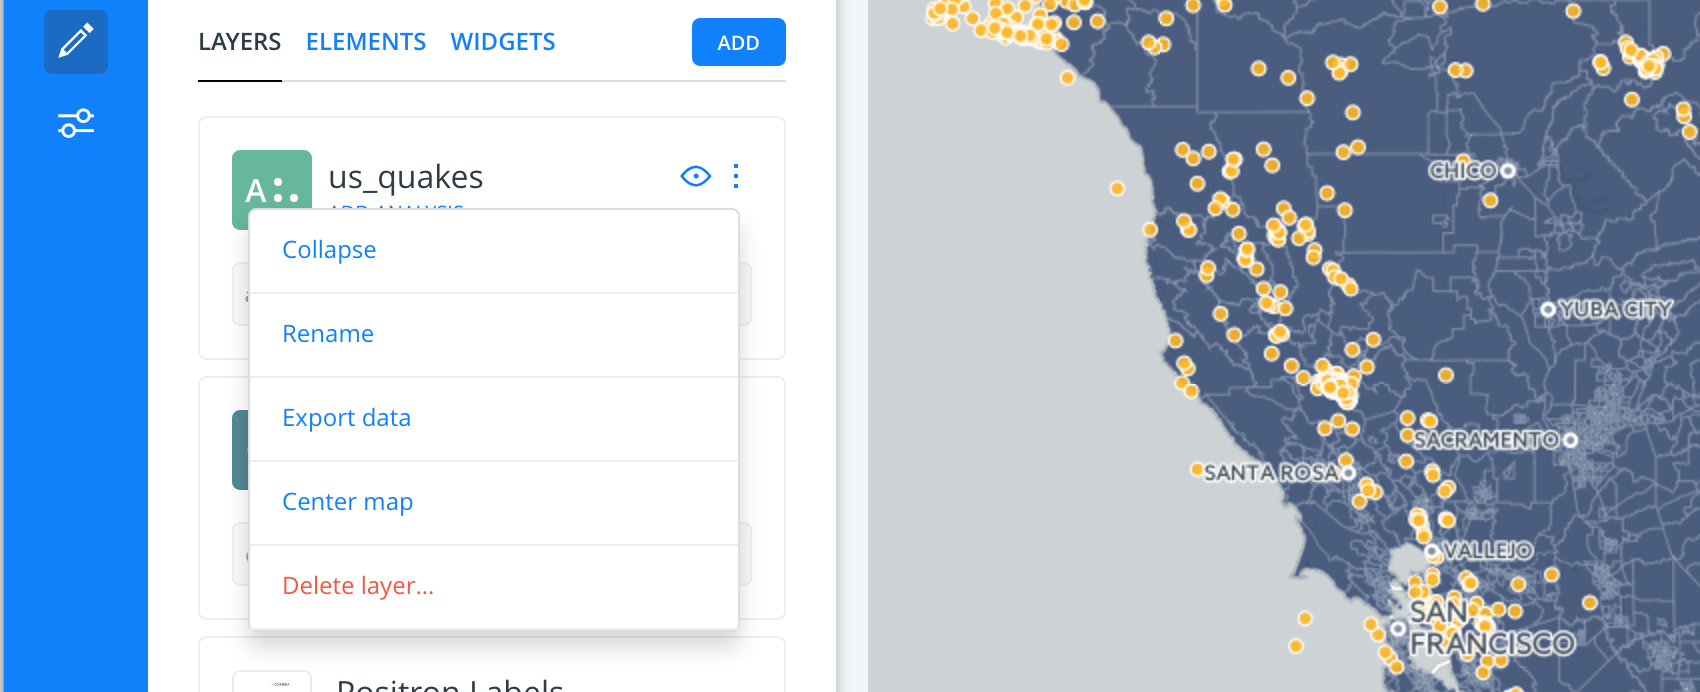 LAYERS ELEMENTS WIDGETS ADD
A
us_quakes
Collapse
Rename
Export data
Center map
Delete layer...
Positron Labels
CHICO
YUBA CITY
SACRAMENTO
SANTA ROSA
VALLEJO
SAN
FRANCISCO